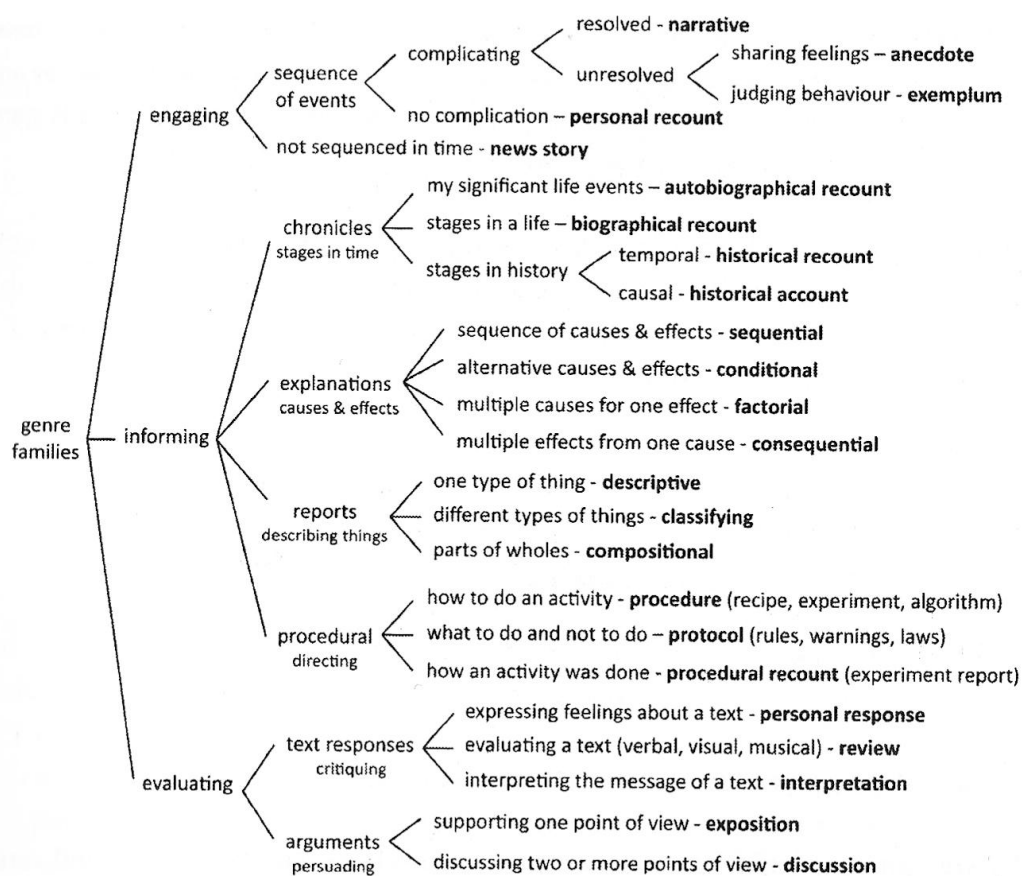 resolved - narrative
complicating
sharing feelings – anecdote
unresolved
sequence
of events
judging behaviour - exemplum
engaging
no complication – personal recount
not sequenced in time - news story
my significant life events – autobiographical recount
chronicles
stages in time
stages in a life – biographical recount
temporal - historical recount
stages in history
causal - historical account
sequence of causes & effects - sequential
alternative causes & effects - conditional
explanations
causes & effects
multiple causes for one effect - factorial
genre
families
informing
multiple effects from one cause - consequential
one type of thing - descriptive
reports
describing things
different types of things - classifying
parts of wholes - compositional
how to do an activity - procedure (recipe, experiment, algorithm)
procedural
directing
what to do and not to do – protocol (rules, warnings, laws)
how an activity was done - procedural recount (experiment report)
expressing feelings about a text - personal response
text responses
critiquing
evaluating a text (verbal, visual, musical) - review
evaluating
interpreting the message of a text - interpretation
supporting one point of view - exposition
arguments
persuading
discussing two or more points of view - discussion